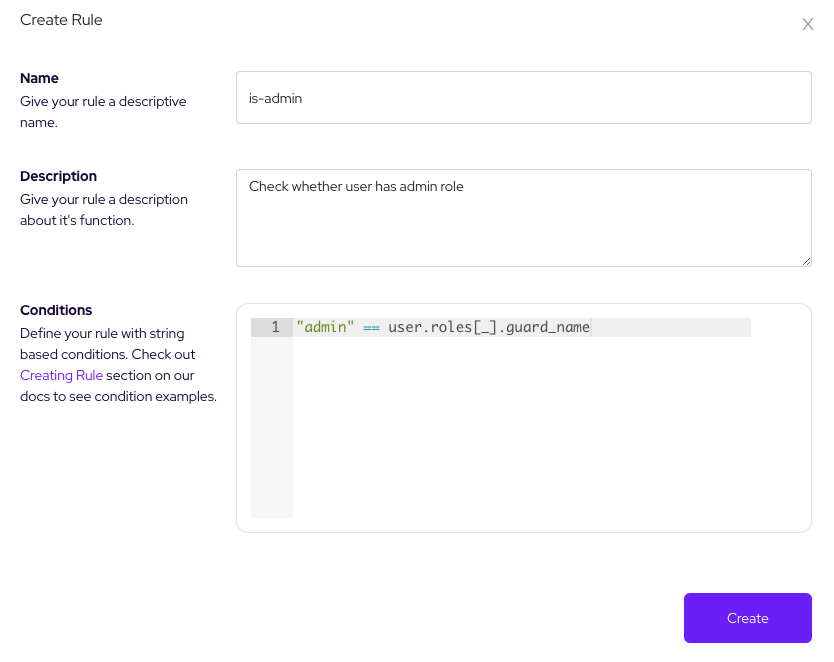 Create Rule
X
Name
Give your rule a descriptive
name.
is-admin
Description
Give your rule a description
about it's function.
Check whether user has admin role
Conditions
Define your rule with string
based conditions. Check out
Creating Rule section on our
docs to see condition examples.
1 "admin" == user.roles[_].guard_name
Create